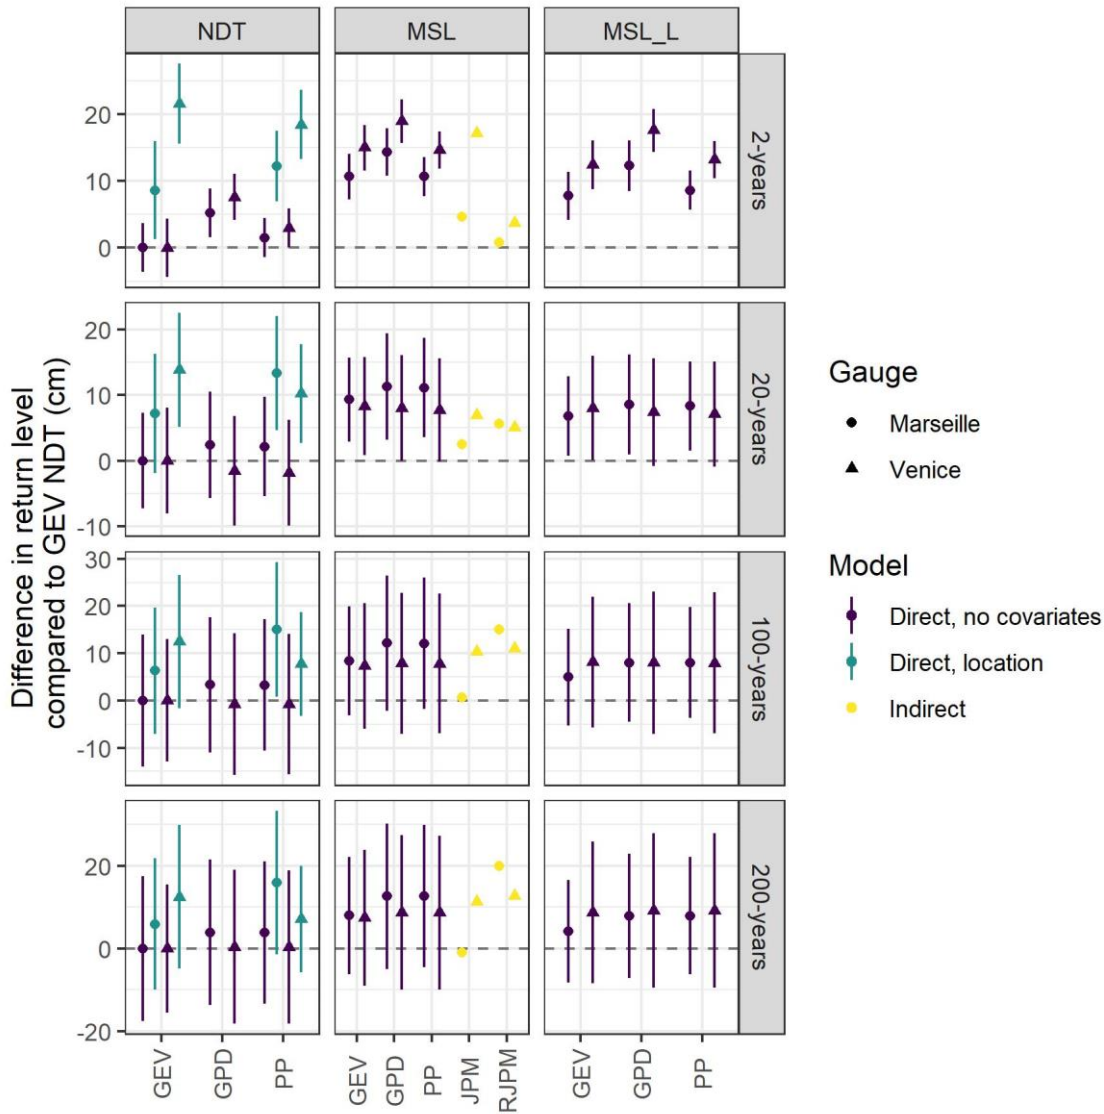 NDT
MSL
MSL_L
Difference in return level
compared to GEV NDT (cm)
20
10
0
2-years
20
10
0
-10
20-years
30
20
10
0
-10
100-years
20
0
-20
200-years
GEV
GPD
PP
GEV
GPD
PP
JPM
RJPM
GEV
GPD
PP
Gauge
Marseille
Venice
Model
Direct, no covariates
Direct, location
Indirect